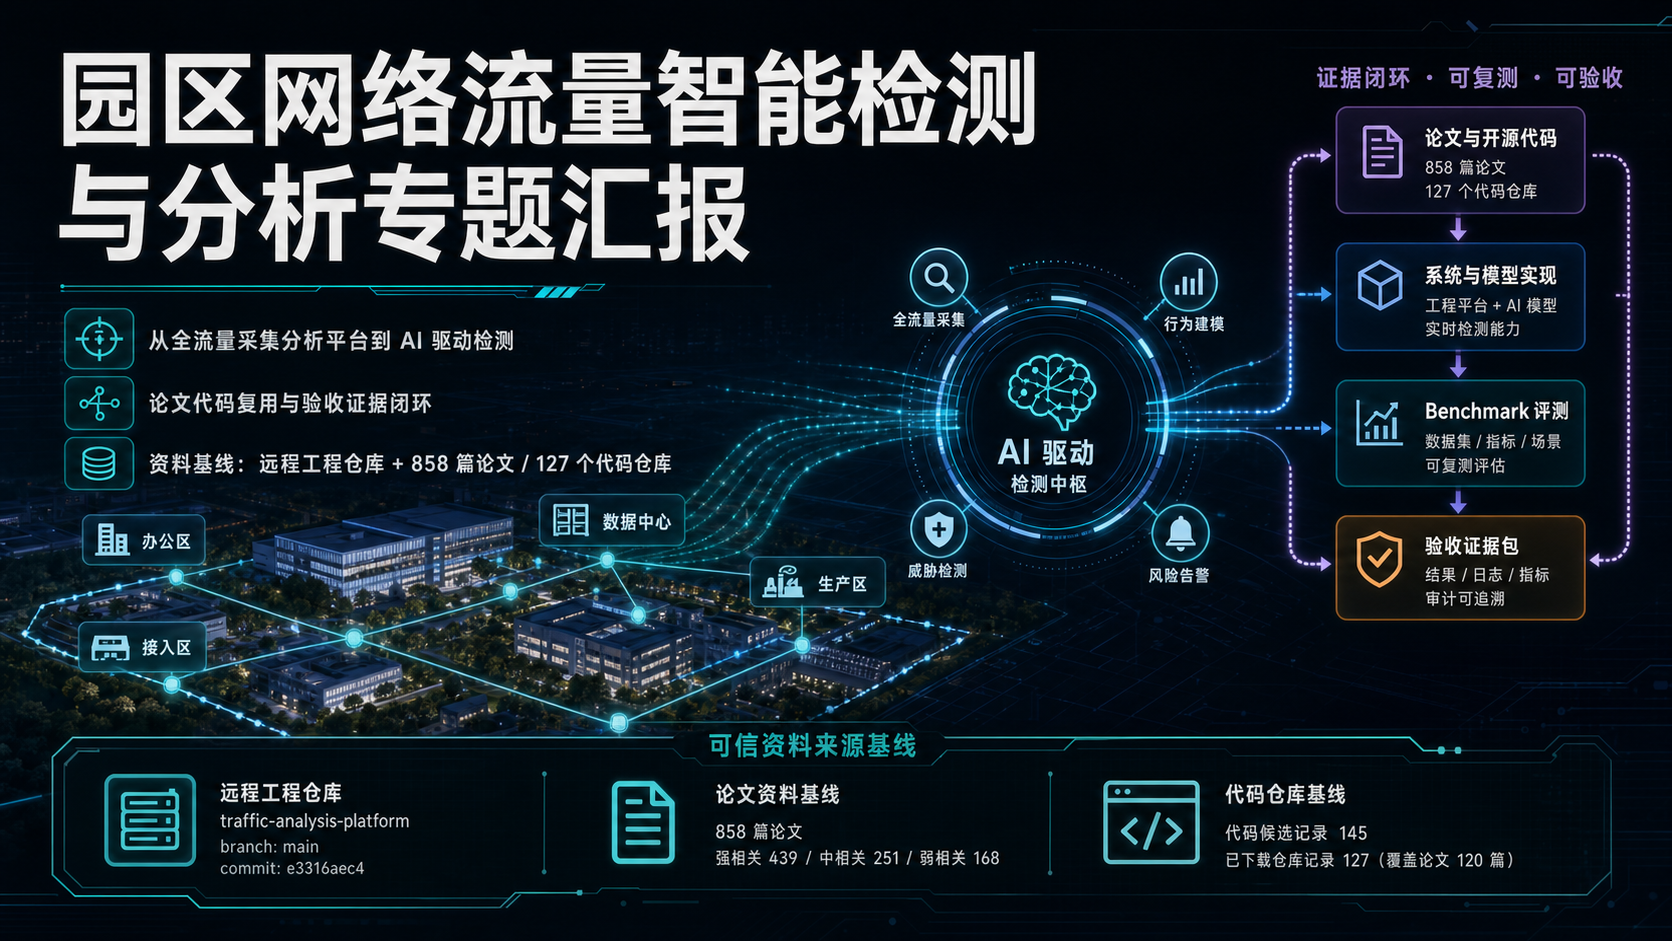 园区网络流量智能检测
与分析专题汇报
从全流量采集分析平台到 AI 驱动检测
论文代码复用与验收证据闭环
资料基线：远程工程仓库 + 858 篇论文 / 127 个代码仓库
办公区
数据中心
生产区
接入区
全流量采集
行为建模
AI 驱动
检测中枢
威胁检测
风险告警
证据闭环 · 可复测 · 可验收
论文与开源代码
858 篇论文
127 个代码仓库
系统与模型实现
工程平台 + AI 模型
实时检测能力
Benchmark 评测
数据集 / 指标 / 场景
可复测评估
验收证据包
结果 / 日志 / 指标
审计可追溯
可信资料来源基线
远程工程仓库
traffic-analysis-platform
branch: main
commit: e3316aec4
论文资料基线
858 篇论文
强相关 439 / 中相关 251 / 弱相关 168
代码仓库基线
代码候选记录 145
已下载仓库记录 127（覆盖论文 120 篇）